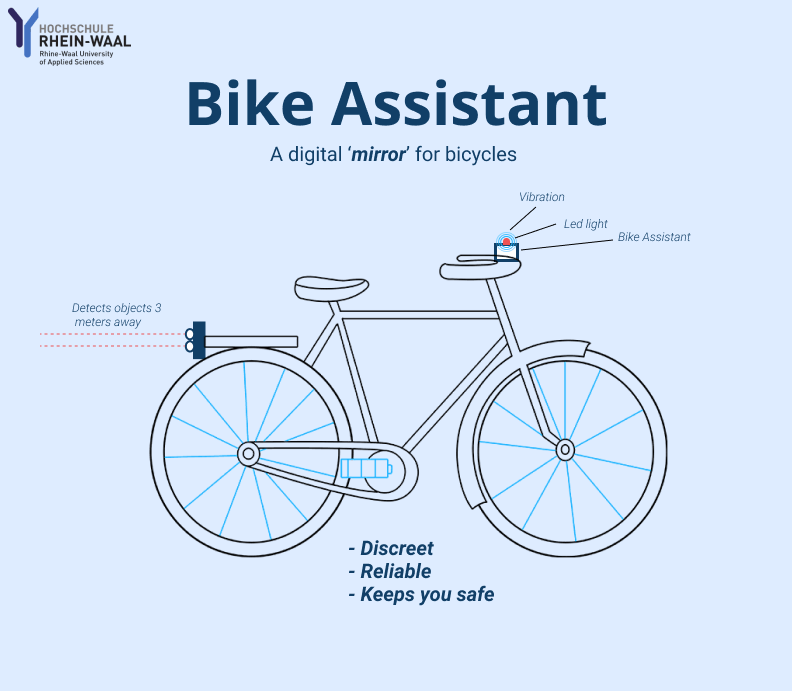 HOCHSCHULE
RHEIN-WAAL
Rhine-Waal University
of Applied Sciences
Bike Assistant
A digital ‘mirror’ for bicycles
Vibration
Led light
Bike Assistant
Detects objects 3
meters away
- Discreet
- Reliable
- Keeps you safe